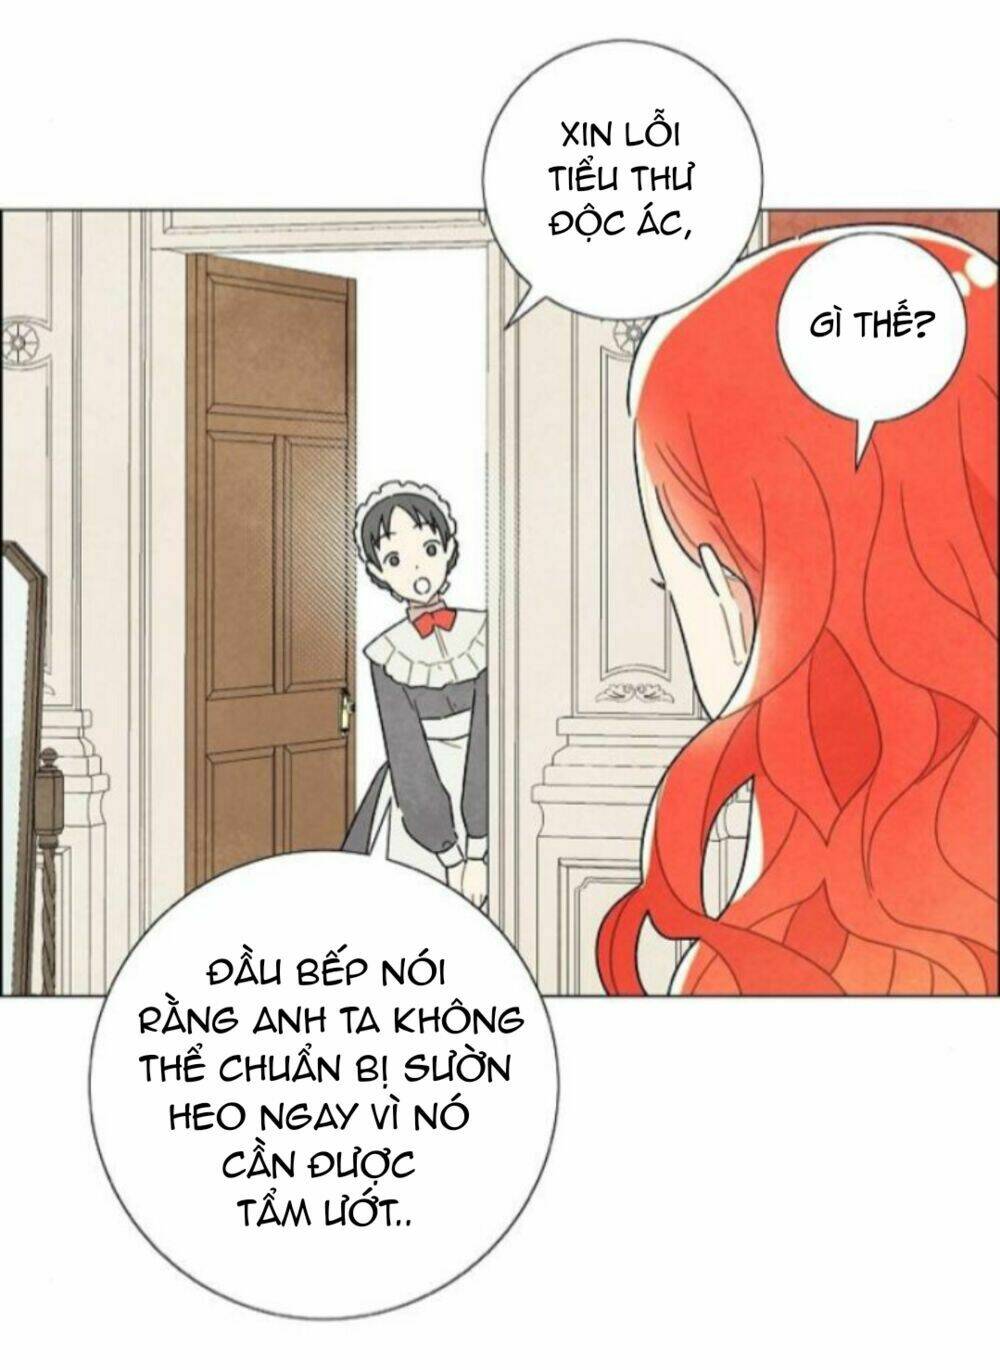 XIN LỖI
TIỂU THƯ
ĐỘC ÁC,
GÌ THẾ?
ĐẦU BẾP NÓI
RẰNG ANH TA KHÔNG
THỂ CHUẨN BỊ SƯỜN
HEO NGAY VÌ NÓ
CẦN ĐƯỢC
TẨM ƯỚT..